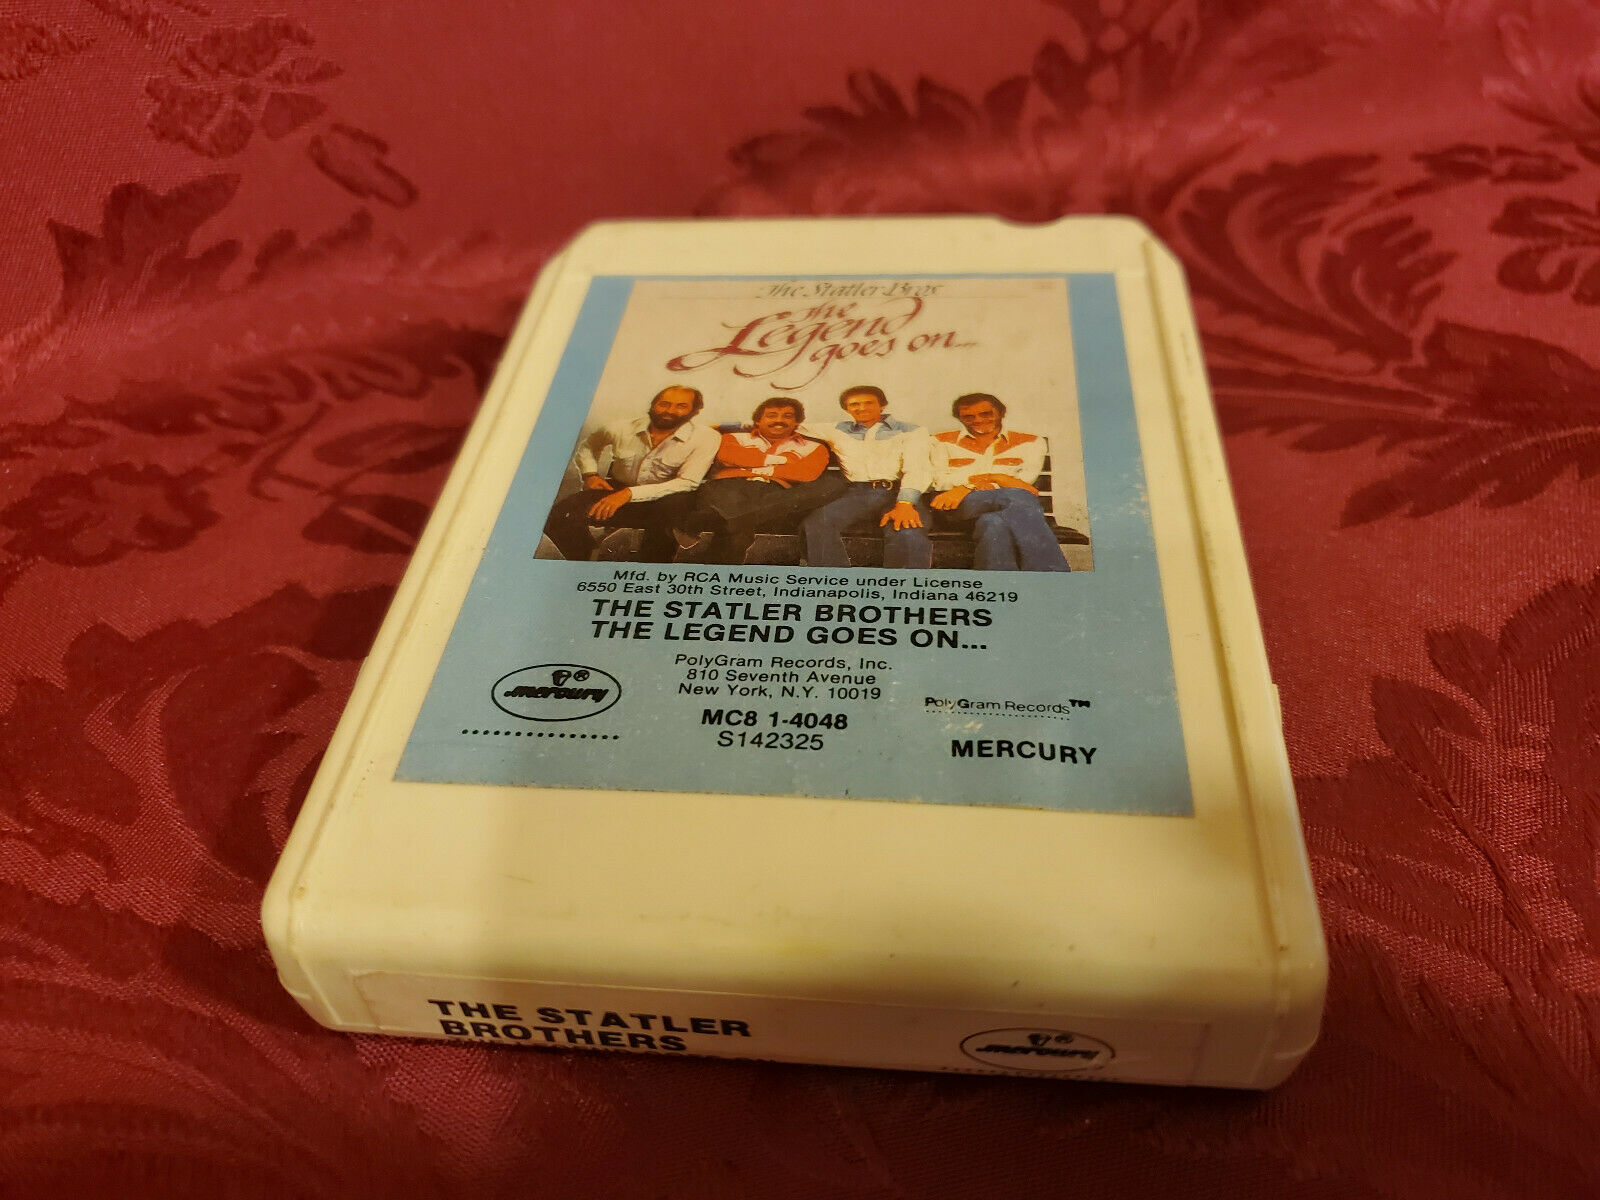 The Statler Bros
The
Legend
goes on...
Mfd. by RCA Music Service under License
6550 East 30th Street, Indianapolis, Indiana 46219
THE STATLER BROTHERS
THE LEGEND GOES ON...
PolyGram Records, Inc.
810 Seventh Avenue
New York, N.Y. 10019
mercury ®
PolyGram Records™
MC8 1-4048
S142325
MERCURY
THE STATLER
BROTHERS
mercury ®